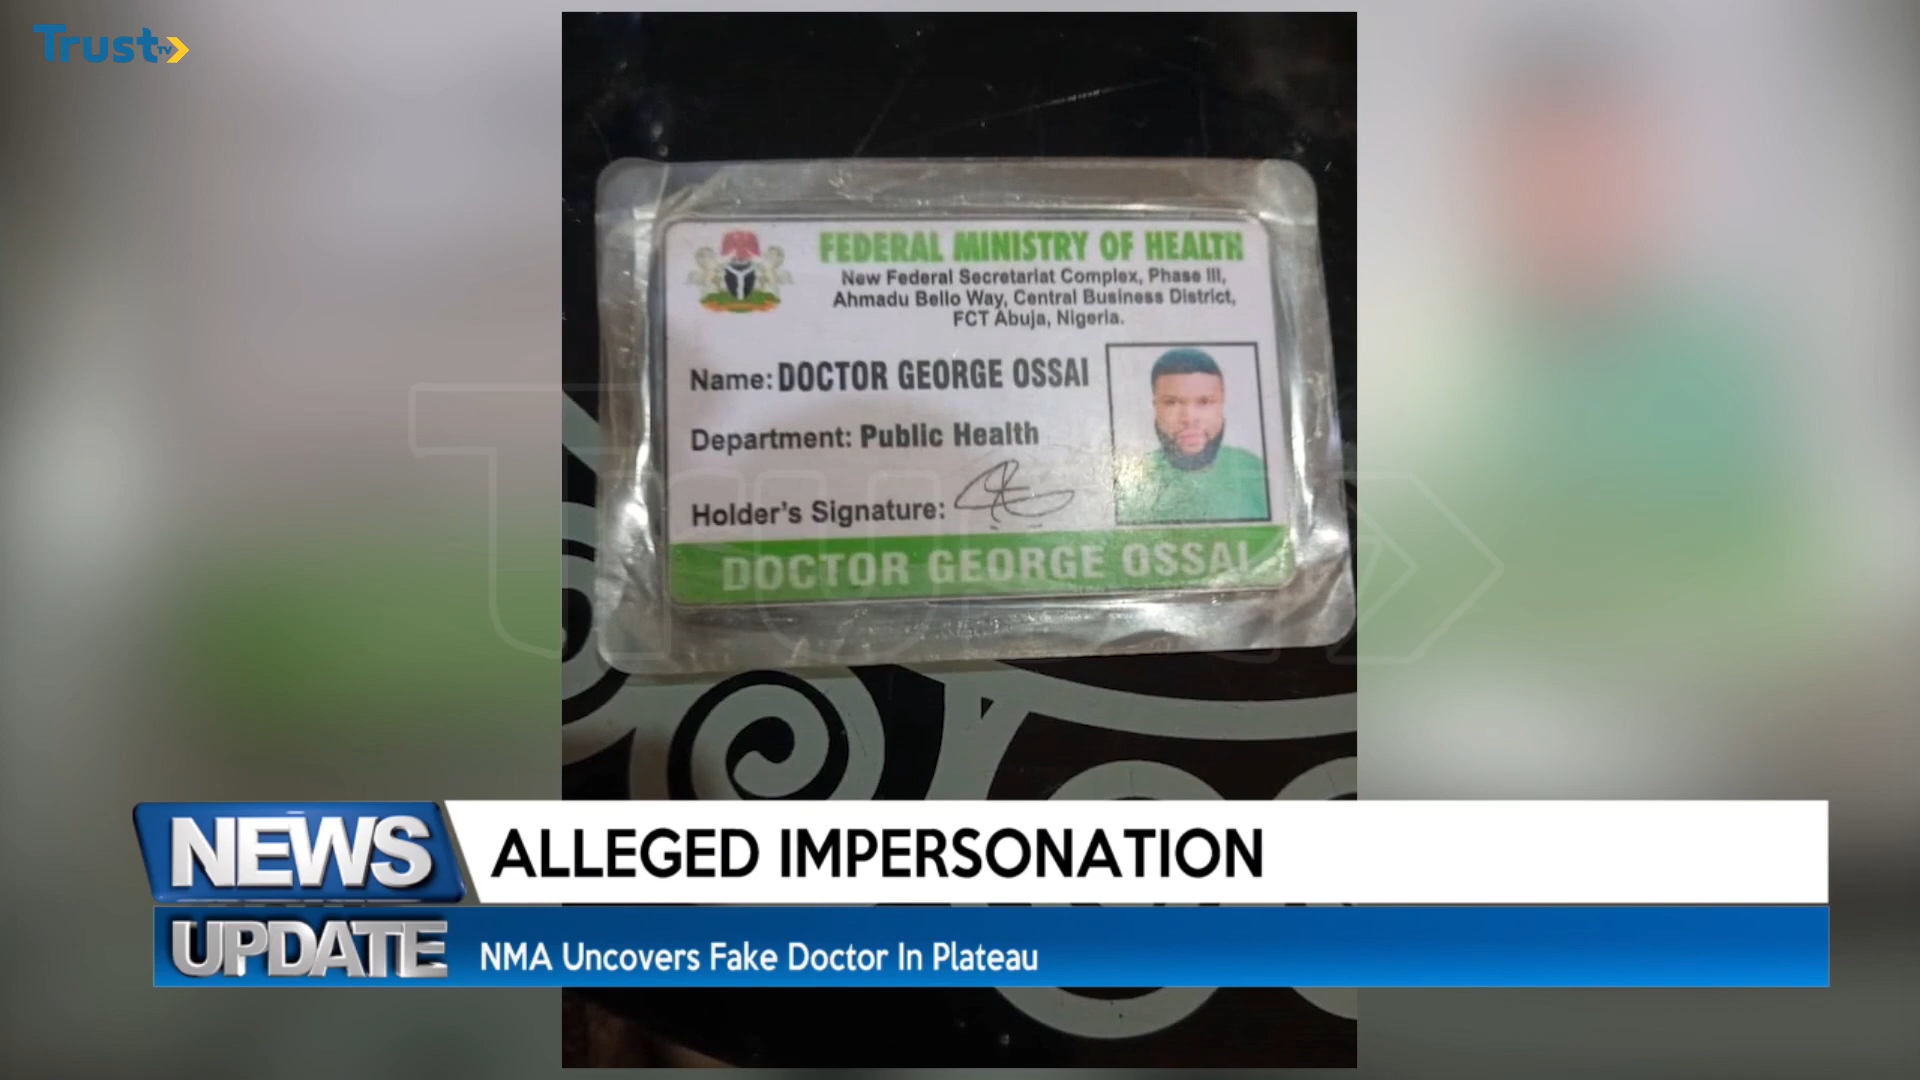 Trust TV
FEDERAL MINISTRY OF HEALTH
New Federal Secretariat Complex, Phase III,
Ahmadu Bello Way, Central Business District,
FCT Abuja, Nigeria.
Name: DOCTOR GEORGE OSSAI
Department: Public Health
Holder's Signature:
DOCTOR GEORGE OSSAI
Trust
NEWS
ALLEGED IMPERSONATION
UPDATE
NMA Uncovers Fake Doctor In Plateau